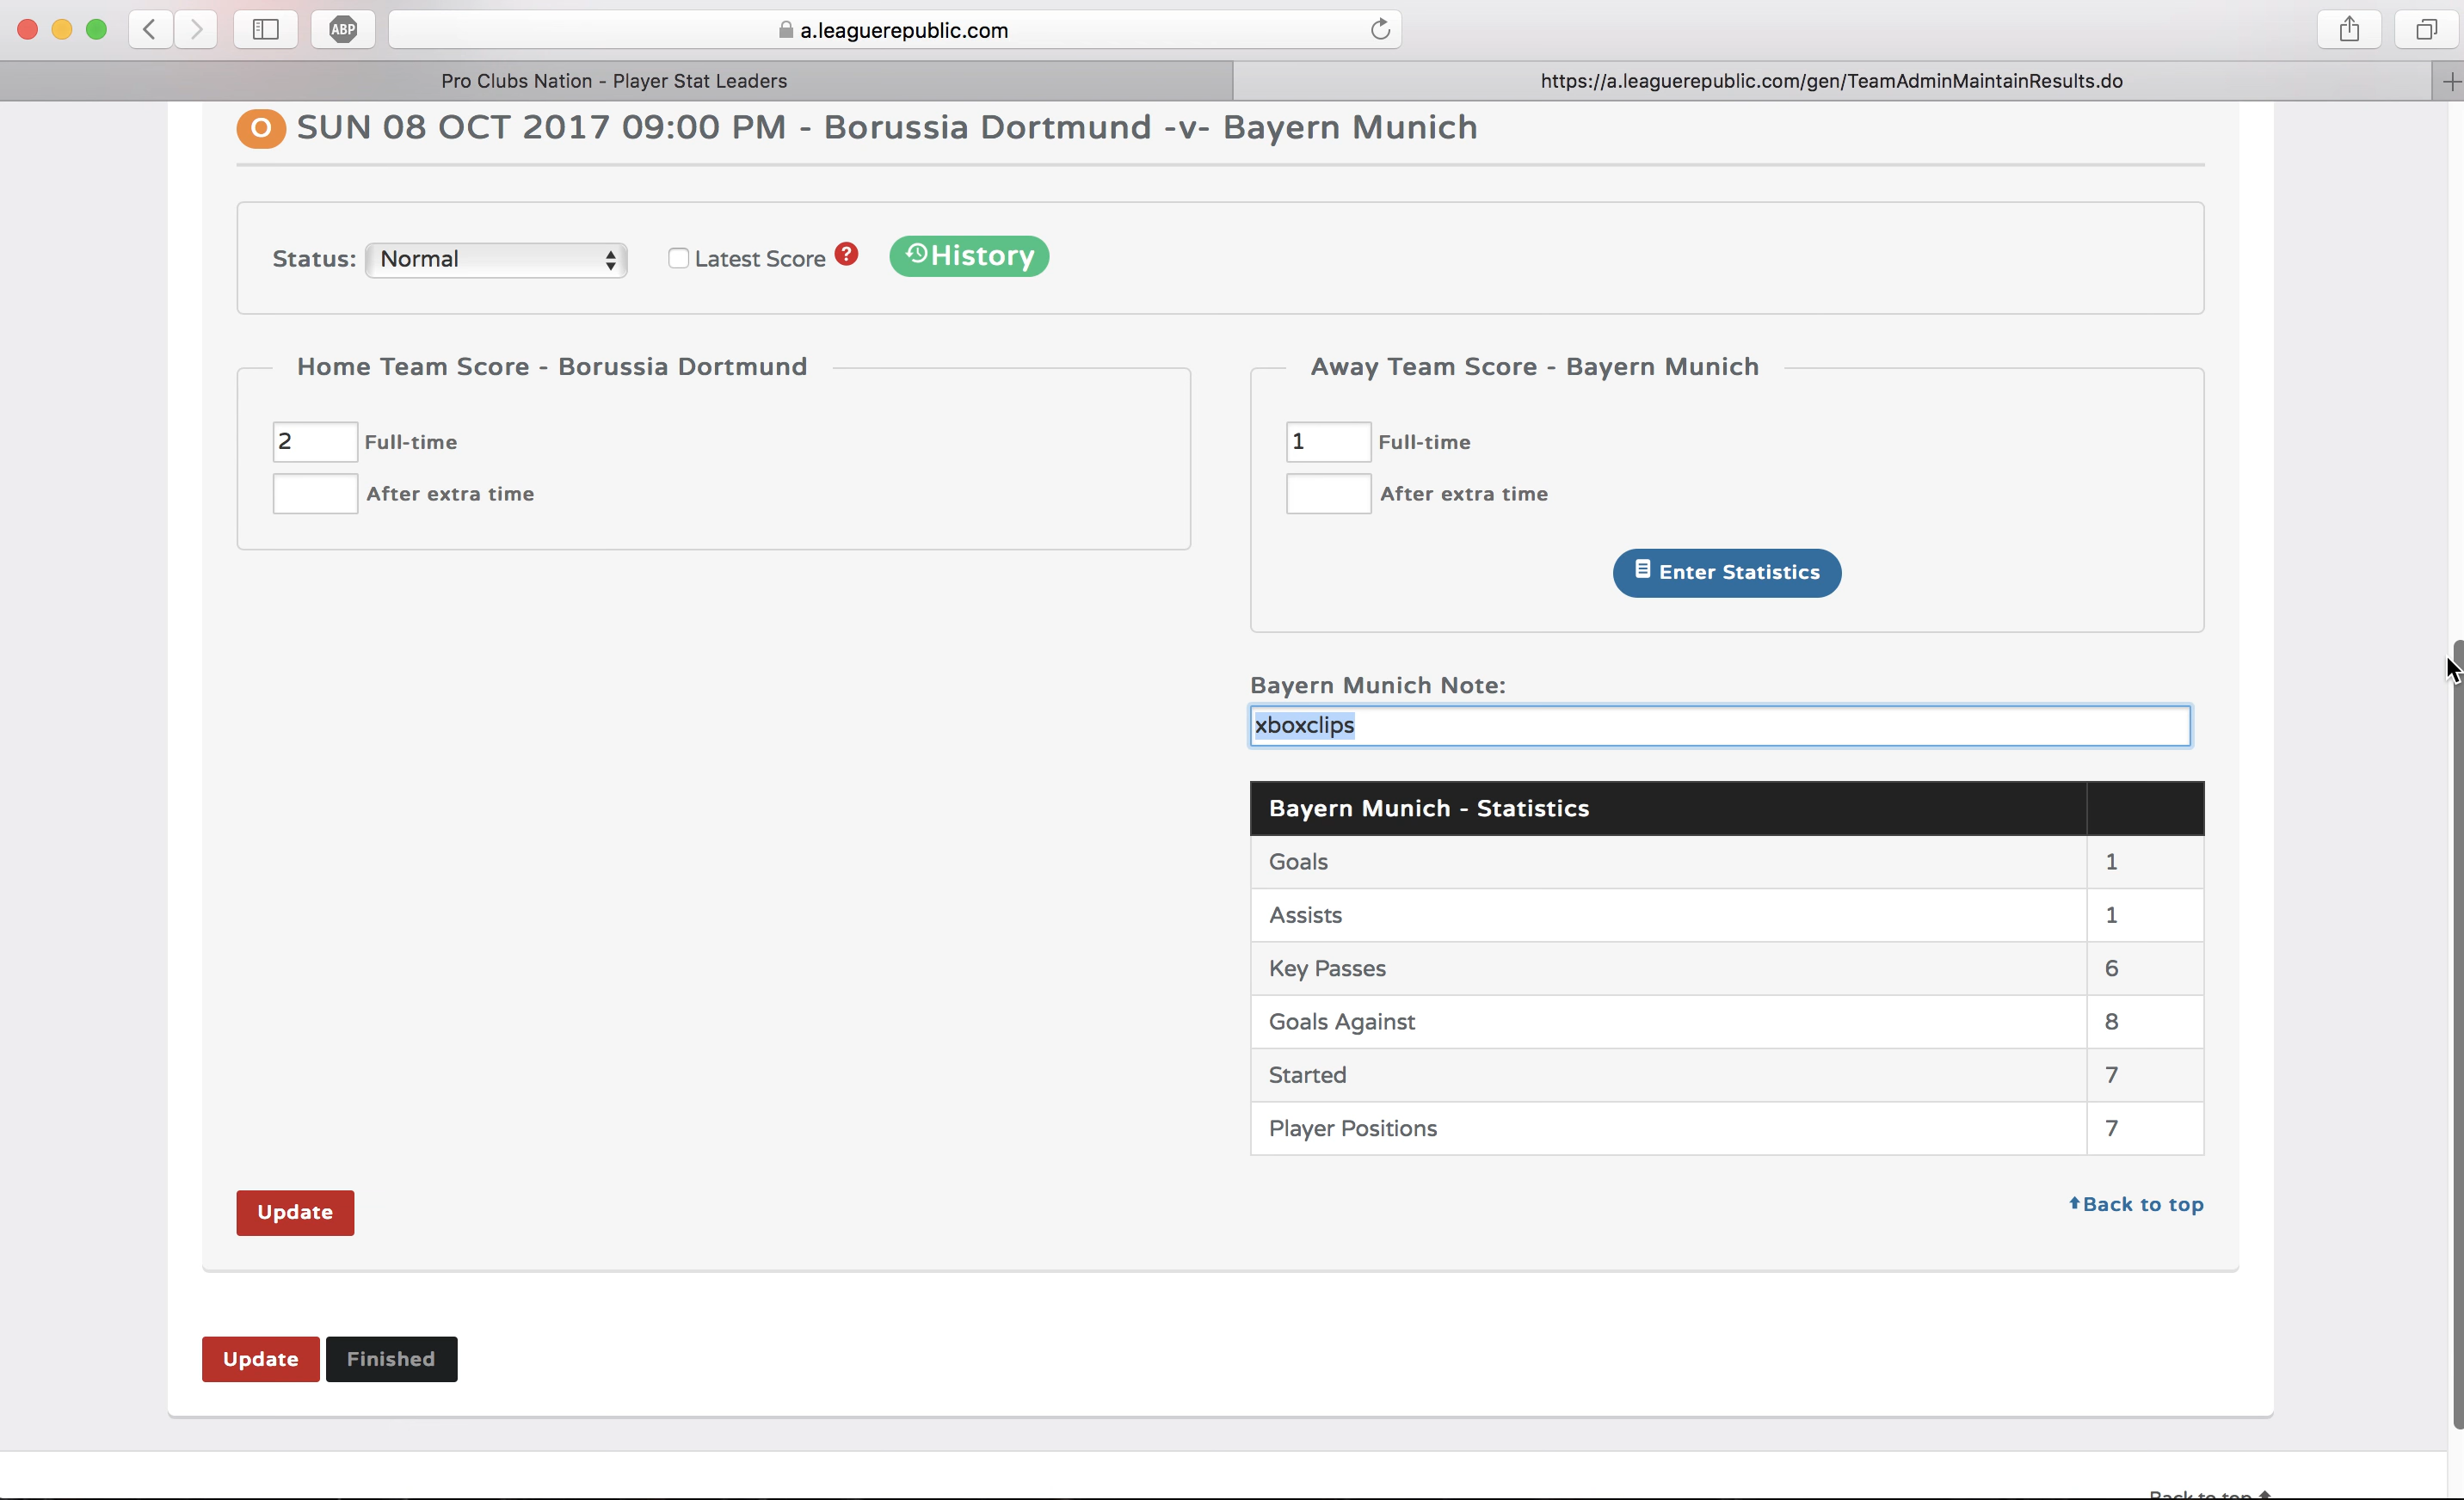 ABP
a.leaguerepublic.com
Pro Clubs Nation - Player Stat Leaders
https://a.leaguerepublic.com/gen/TeamAdminMaintainResults.do
O SUN 08 OCT 2017 09:00 PM - Borussia Dortmund -v- Bayern Munich
Status: Normal Latest Score ? History
Home Team Score - Borussia Dortmund
2 Full-time
After extra time
Away Team Score - Bayern Munich
1 Full-time
After extra time
Enter Statistics
Bayern Munich Note:
xboxclips
Bayern Munich - Statistics
Goals 1
Assists 1
Key Passes 6
Goals Against 8
Started 7
Player Positions 7
Update
Back to top
Update Finished
Back to top